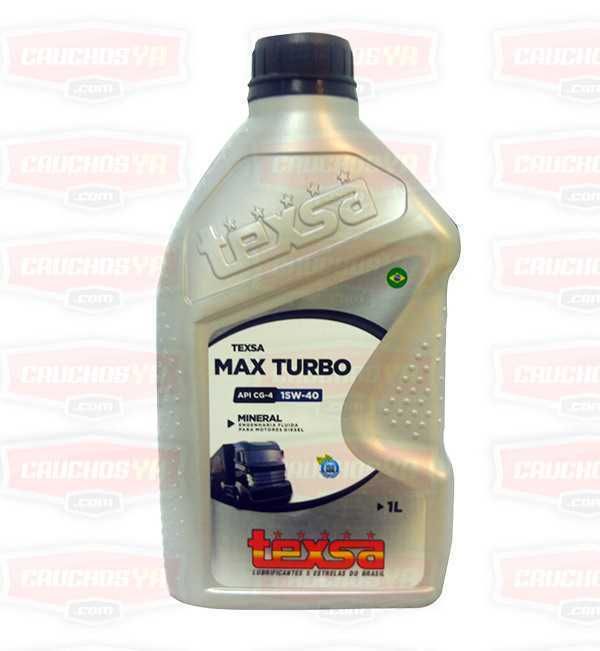 texsa
TEXSA
MAX TURBO
API CG-4 15W-40
MINERAL
ENGENHARIA FLUIDA
PARA MOTORES DIESEL
1L
texsa
LUBRIFICANTES 5 ESTRELAS DO BRASIL
CAUCHOSYA
.com